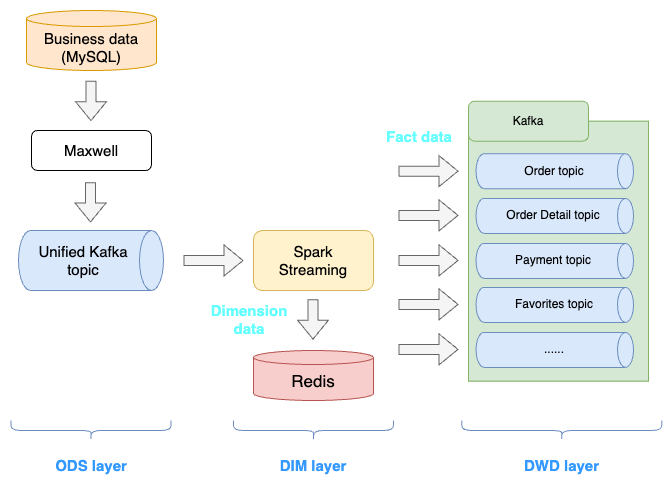 Business data
(MySQL)
Maxwell
Unified Kafka
topic
Spark
Streaming
Dimension
data
Redis
Fact data
Kafka
Order topic
Order Detail topic
Payment topic
Favorites topic
......
ODS layer
DIM layer
DWD layer